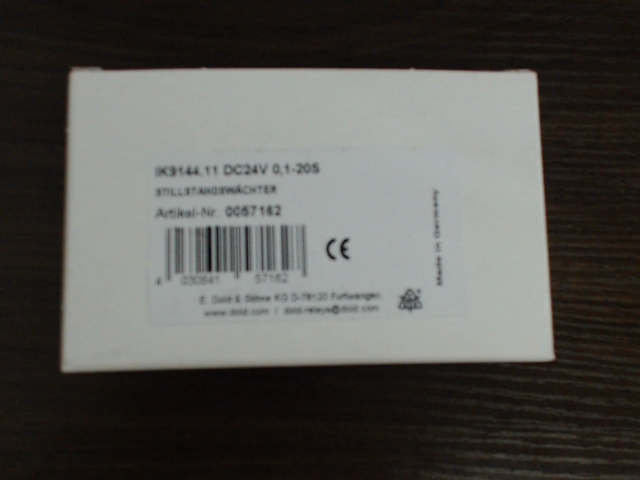 IK9144.11 DC24V 0,1-20S
STILLSTANDSWÄCHTER
Artikel-Nr. 0057162
CE
4 030641 57162
E. Dold & Söhne KG D-78120 Furtwangen
www.dold.com / dold-relays@dold.com
Made in Germany